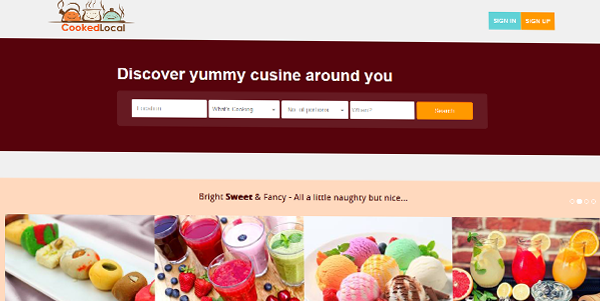 CookedLocal
SIGN IN
SIGN UP
Discover yummy cusine around you
Location
What's Cooking
No. of portions
When?
Search
Bright Sweet & Fancy - All a little naughty but nice...